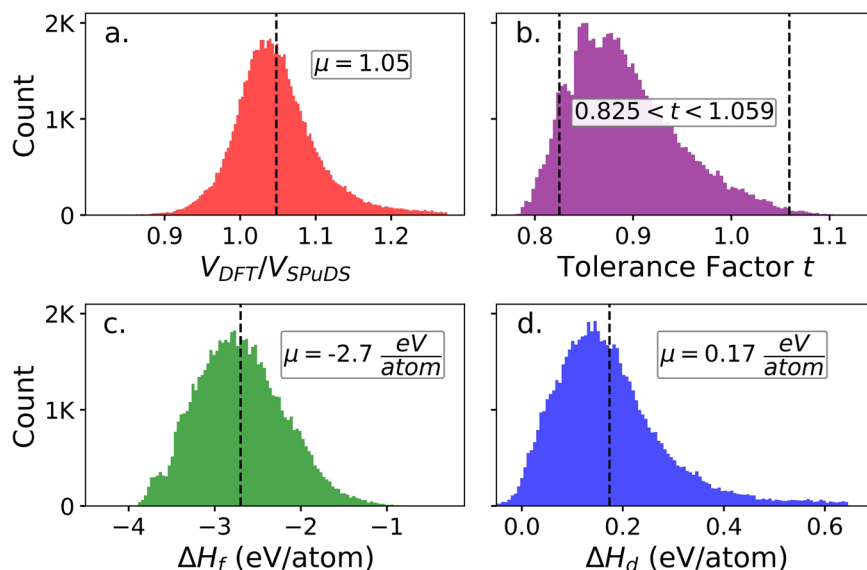 a.
μ = 1.05
2K
1K
0
Count
0.9 1.0 1.1 1.2
V_DFT/V_SPuDS
b.
0.825 < t < 1.059
0.8 0.9 1.0 1.1
Tolerance Factor t
c.
μ = -2.7 eV/atom
2K
1K
0
Count
−4 −3 −2 −1
ΔH_f (eV/atom)
d.
μ = 0.17 eV/atom
0.0 0.2 0.4 0.6
ΔH_d (eV/atom)